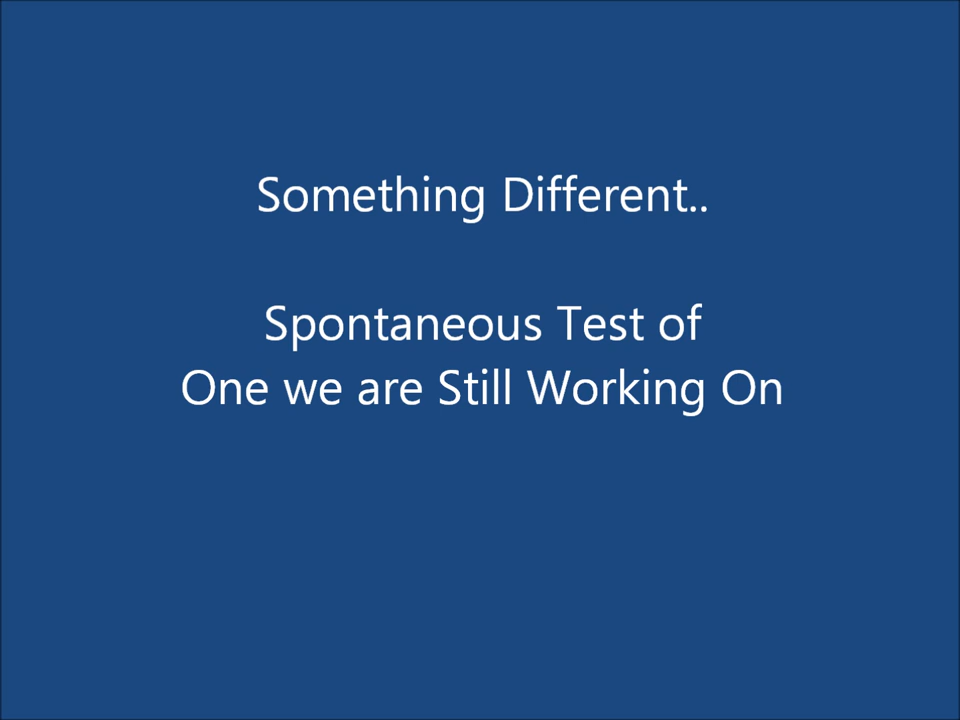 Something Different..
Spontaneous Test of
One we are Still Working On